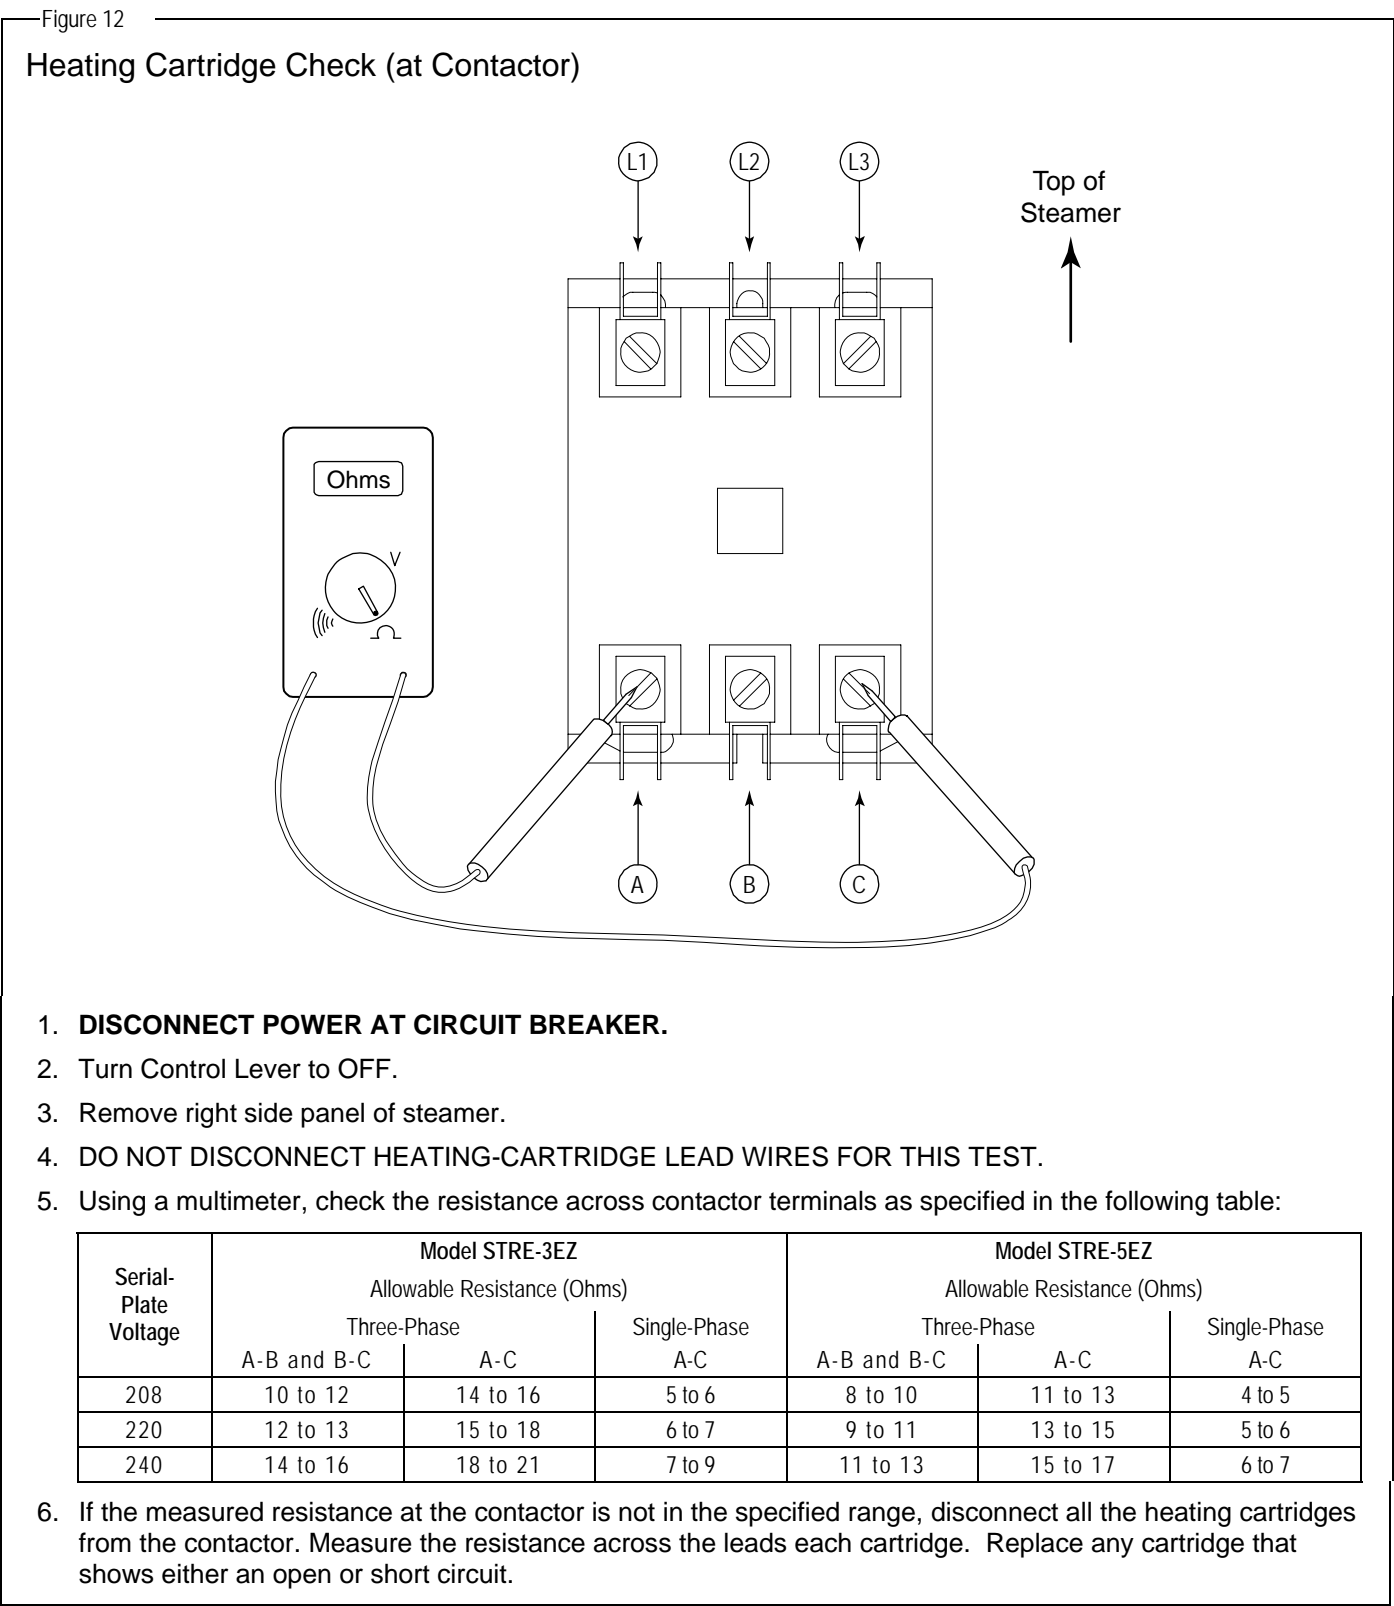 Figure 12
Heating Cartridge Check (at Contactor)
L1 L2 L3
Top of
Steamer
Ohms
V
Ω
A B C
1. DISCONNECT POWER AT CIRCUIT BREAKER.
2. Turn Control Lever to OFF.
3. Remove right side panel of steamer.
4. DO NOT DISCONNECT HEATING-CARTRIDGE LEAD WIRES FOR THIS TEST.
5. Using a multimeter, check the resistance across contactor terminals as specified in the following table:
Serial-
Plate
Voltage
Model STRE-3EZ Model STRE-5EZ
Allowable Resistance (Ohms) Allowable Resistance (Ohms)
Three-Phase Single-Phase Three-Phase Single-Phase
A-B and B-C A-C A-C A-B and B-C A-C A-C
208 10 to 12 14 to 16 5 to 6 8 to 10 11 to 13 4 to 5
220 12 to 13 15 to 18 6 to 7 9 to 11 13 to 15 5 to 6
240 14 to 16 18 to 21 7 to 9 11 to 13 15 to 17 6 to 7
6. If the measured resistance at the contactor is not in the specified range, disconnect all the heating cartridges
from the contactor. Measure the resistance across the leads each cartridge. Replace any cartridge that
shows either an open or short circuit.